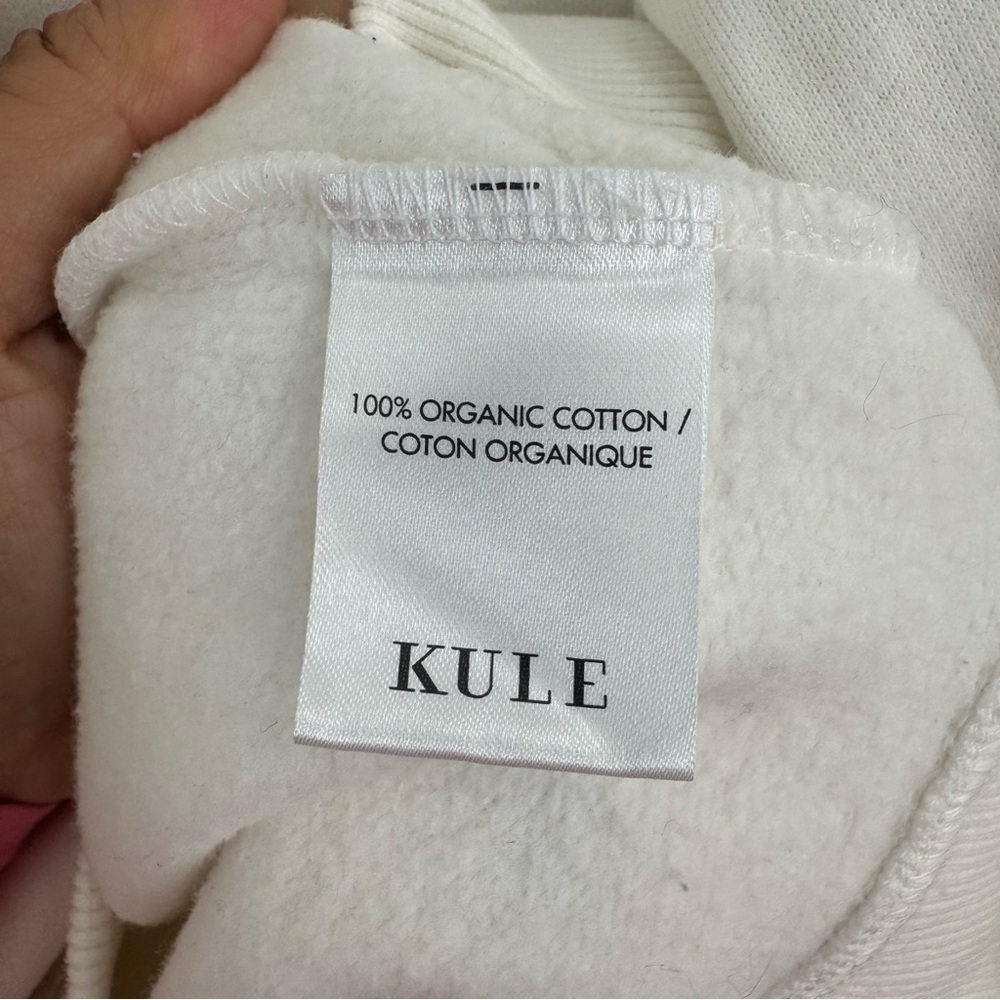 100% ORGANIC COTTON /
COTON ORGANIQUE
KULE